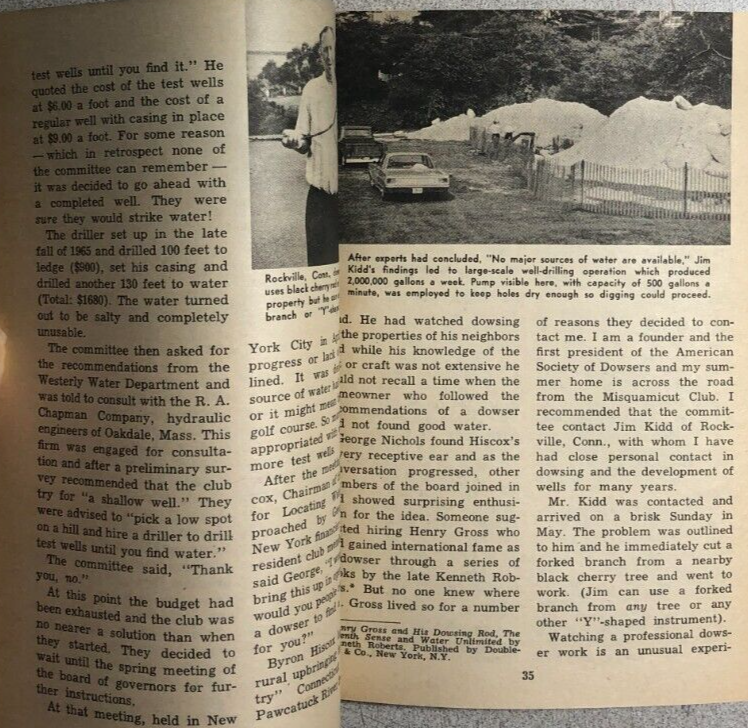 test wells until you find it." He
quoted the cost of the test wells
at $6.00 a foot and the cost of a
regular well with casing in place
at $9.00 a foot. For some reason
—which in retrospect none of
the committee can remember—
it was decided to go ahead with
a completed well. They were
sure they would strike water!
The driller set up in the late
fall of 1965 and drilled 100 feet to
ledge ($900), set his casing and
drilled another 130 feet to water
(Total: $1680). The water turned
out to be salty and completely
unusable.
The committee then asked for
the recommendations from the
Westerly Water Department and
was told to consult with the R. A.
Chapman Company, hydraulic
engineers of Oakdale, Mass. This
firm was engaged for consulta-
tion and after a preliminary sur-
vey recommended that the club
try for "a shallow well." They
were advised to "pick a low spot
on a hill and hire a driller to drill
test wells until you find water."
The committee said, "Thank
you, no."
At this point the budget had
been exhausted and the club was
no nearer a solution than when
they started. They decided to
wait until the spring meeting of
the board of governors for fur-
ther instructions.
At that meeting, held in New
Rockville, Conn.,
uses black cherry
property but he
branch or "Y"
York City in
progress or lack
lined. It was
source of water
or it might mean
golf course. So
appropriated
more test wells
After the
cox, Chairman
for Locating
proached by
New York financ
resident club
said George, "I
bring this up
would you people
a dowser to find
for you?"
Byron Hiscox
rural upbringing
try" Connecti
Pawcatuck River
After experts had concluded, "No major sources of water are available," Jim
Kidd's findings led to large-scale well-drilling operation which produced
2,000,000 gallons a week. Pump visible here, with capacity of 500 gallons a
minute, was employed to keep holes dry enough so digging could proceed.
d. He had watched dowsing
the properties of his neighbors
d while his knowledge of the
or craft was not extensive he
uld not recall a time when the
meowner who followed the
commendations of a dowser
d not found good water.
George Nichols found Hiscox's
very receptive ear and as the
versation progressed, other
mbers of the board joined in
d showed surprising enthusi-
n for the idea. Someone sug-
ted hiring Henry Gross who
d gained international fame as
dowser through a series of
oks by the late Kenneth Rob-
s.* But no one knew where
. Gross lived so for a number
nry Gross and His Dowsing Rod, The
enth Sense and Water Unlimited by
neth Roberts. Published by Double-
& Co., New York, N.Y.
of reasons they decided to con-
tact me. I am a founder and the
first president of the American
Society of Dowsers and my sum-
mer home is across the road
from the Misquamicut Club. I
recommended that the commit-
tee contact Jim Kidd of Rock-
ville, Conn., with whom I have
had close personal contact in
dowsing and the development of
wells for many years.
Mr. Kidd was contacted and
arrived on a brisk Sunday in
May. The problem was outlined
to him and he immediately cut a
forked branch from a nearby
black cherry tree and went to
work. (Jim can use a forked
branch from any tree or any
other "Y"-shaped instrument).
Watching a professional dows-
er work is an unusual experi-
35